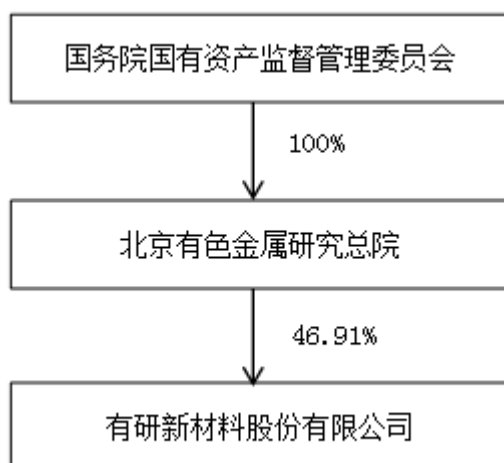 国务院国有资产监督管理委员会
100%
北京有色金属研究总院
46.91%
有研新材料股份有限公司